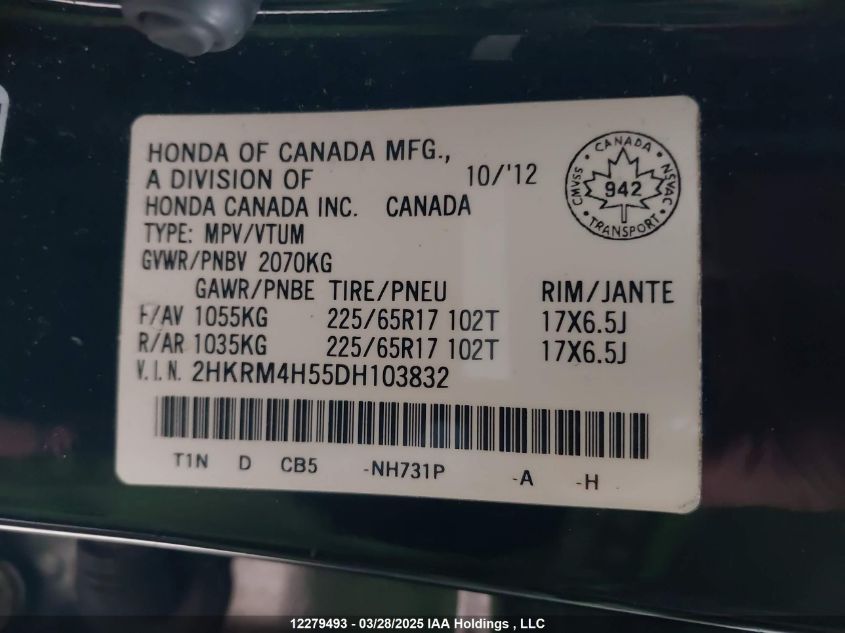 HONDA OF CANADA MFG.,
A DIVISION OF 10/'12
HONDA CANADA INC. CANADA
TYPE: MPV/VTUM
GVWR/PNBV 2070KG
GAWR/PNBE TIRE/PNEU RIM/JANTE
F/AV 1055KG 225/65R17 102T 17X6.5J
R/AR 1035KG 225/65R17 102T 17X6.5J
V.I.N. 2HKRM4H55DH103832
T1N D CB5 -NH731P -A -H
CANADA
CMVSS 942 NSVAC
TRANSPORT
12279493 - 03/28/2025 IAA Holdings , LLC